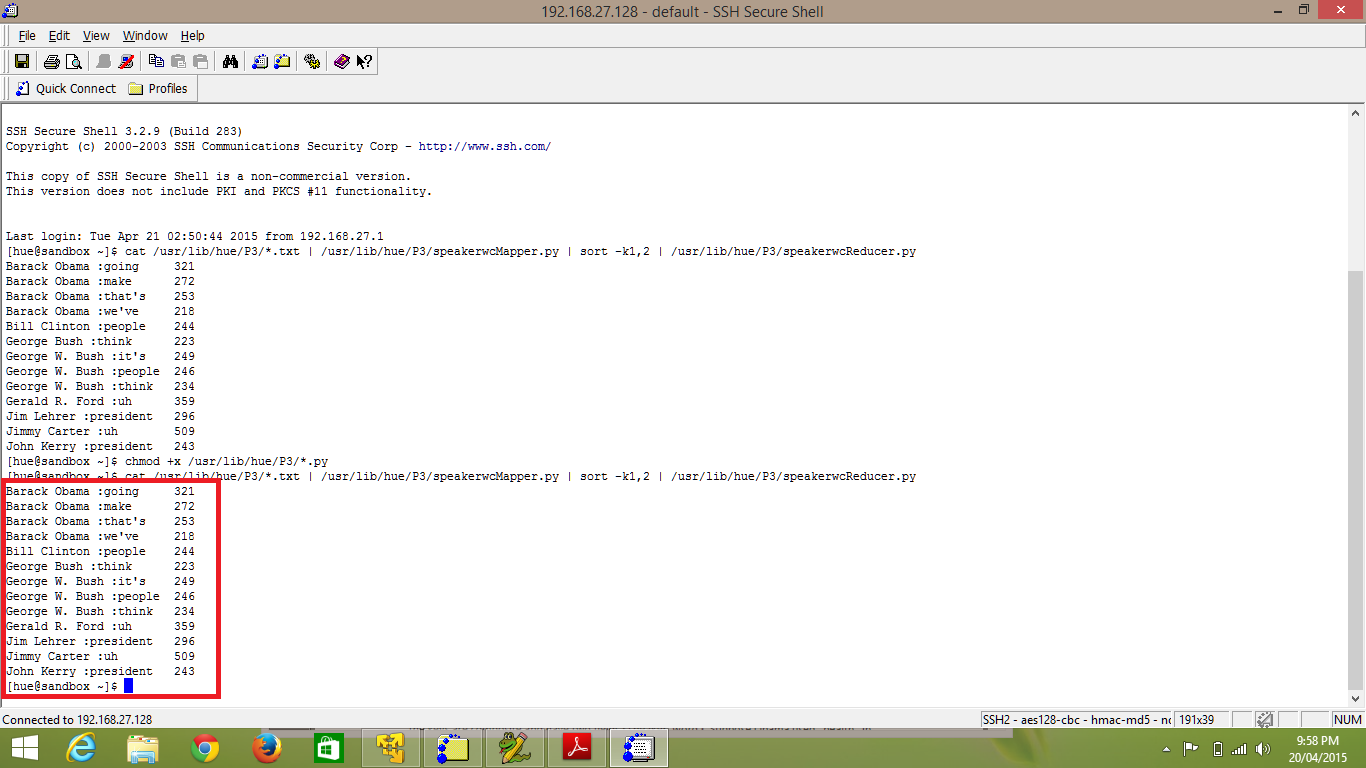 192.168.27.128 - default - SSH Secure Shell
File Edit View Window Help
Quick Connect Profiles
SSH Secure Shell 3.2.9 (Build 283)
Copyright (c) 2000-2003 SSH Communications Security Corp - http://www.ssh.com/
This copy of SSH Secure Shell is a non-commercial version.
This version does not include PKI and PKCS #11 functionality.
Last login: Tue Apr 21 02:50:44 2015 from 192.168.27.1
[hue@sandbox ~]$ cat /usr/lib/hue/P3/*.txt | /usr/lib/hue/P3/speakerwcMapper.py | sort -k1,2 | /usr/lib/hue/P3/speakerwcReducer.py
Barack Obama :going 321
Barack Obama :make 272
Barack Obama :that's 253
Barack Obama :we've 218
Bill Clinton :people 244
George Bush :think 223
George W. Bush :it's 249
George W. Bush :people 246
George W. Bush :think 234
Gerald R. Ford :uh 359
Jim Lehrer :president 296
Jimmy Carter :uh 509
John Kerry :president 243
[hue@sandbox ~]$ chmod +x /usr/lib/hue/P3/*.py
[hue@sandbox ~]$ cat /usr/lib/hue/P3/*.txt | /usr/lib/hue/P3/speakerwcMapper.py | sort -k1,2 | /usr/lib/hue/P3/speakerwcReducer.py
Barack Obama :going 321
Barack Obama :make 272
Barack Obama :that's 253
Barack Obama :we've 218
Bill Clinton :people 244
George Bush :think 223
George W. Bush :it's 249
George W. Bush :people 246
George W. Bush :think 234
Gerald R. Ford :uh 359
Jim Lehrer :president 296
Jimmy Carter :uh 509
John Kerry :president 243
[hue@sandbox ~]$
Connected to 192.168.27.128 SSH2 - aes128-cbc - hmac-md5 - 191x39 NUM
9:58 PM
20/04/2015